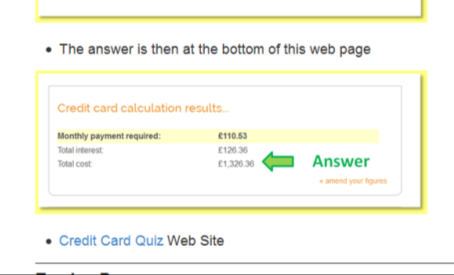 The answer is then at the bottom of this web page
Credit card calculation results...
Monthly payment required: £110.53
Total interest: £126.36
Total cost: £1,326.36
Answer
« amend your figures
Credit Card Quiz Web Site